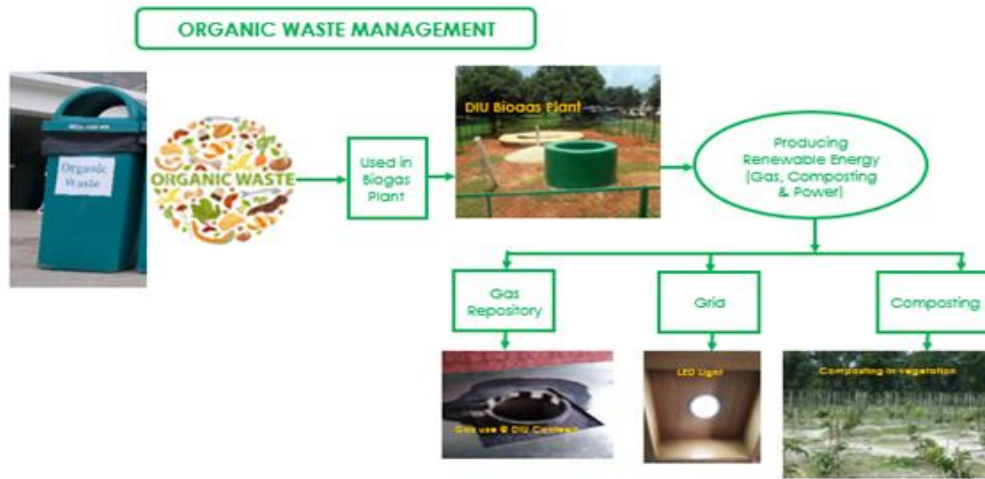 ORGANIC WASTE MANAGEMENT
Organic
Waste
ORGANIC WASTE
Used in
Biogas
Plant
DIU Biogas Plant
Producing
Renewable Energy
(Gas, Composting
& Power)
Gas
Repository
Grid
Composting
Gas use @ DIU
LED Light
Composting in vegetation